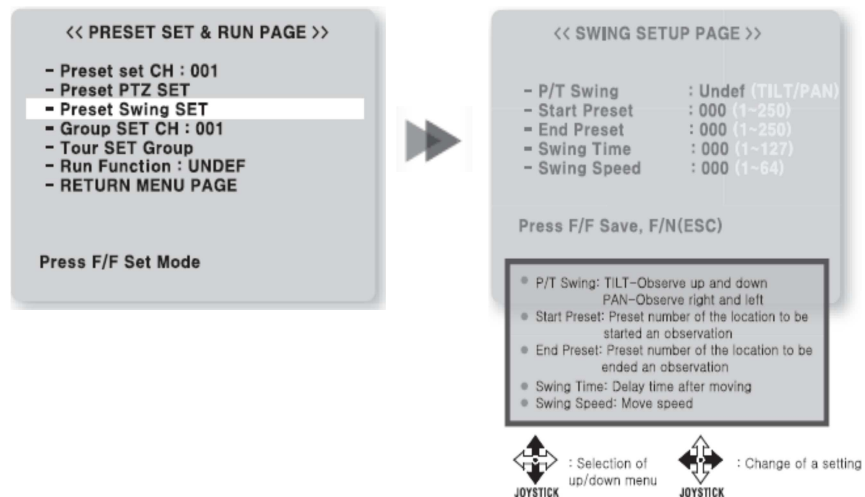 << PRESET SET & RUN PAGE >>
- Preset set CH : 001
- Preset PTZ SET
- Preset Swing SET
- Group SET CH : 001
- Tour SET Group
- Run Function : UNDEF
- RETURN MENU PAGE
Press F/F Set Mode
<< SWING SETUP PAGE >>
- P/T Swing : Undef (TILT/PAN)
- Start Preset : 000 (1~250)
- End Preset : 000 (1~250)
- Swing Time : 000 (1~127)
- Swing Speed : 000 (1~64)
Press F/F Save, F/N(ESC)
P/T Swing: TILT-Observe up and down
PAN-Observe right and left
Start Preset: Preset number of the location to be
started an observation
End Preset: Preset number of the location to be
ended an observation
Swing Time: Delay time after moving
Swing Speed: Move speed
JOYSTICK
: Selection of
up/down menu
JOYSTICK
: Change of a setting